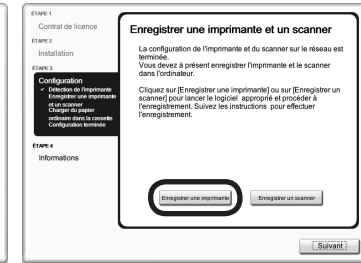 ÉTAPE 1
Contrat de licence
ÉTAPE 2
Installation
ÉTAPE 3
Configuration
✓ Détection de l'imprimante
Enregistrer une imprimante
et un scanner
Charger du papier
ordinaire dans la cassette
Configuration terminée
ÉTAPE 4
Informations
Enregistrer une imprimante et un scanner
La configuration de l'imprimante et du scanner sur le réseau est
terminée.
Vous devez à présent enregistrer l'imprimante et le scanner
dans l'ordinateur.
Cliquez sur [Enregistrer une imprimante] ou sur [Enregistrer un
scanner] pour lancer le logiciel approprié et procéder à
l'enregistrement. Suivez les instructions pour effectuer
l'enregistrement.
Enregistrer une imprimante
Enregistrer un scanner
Suivant